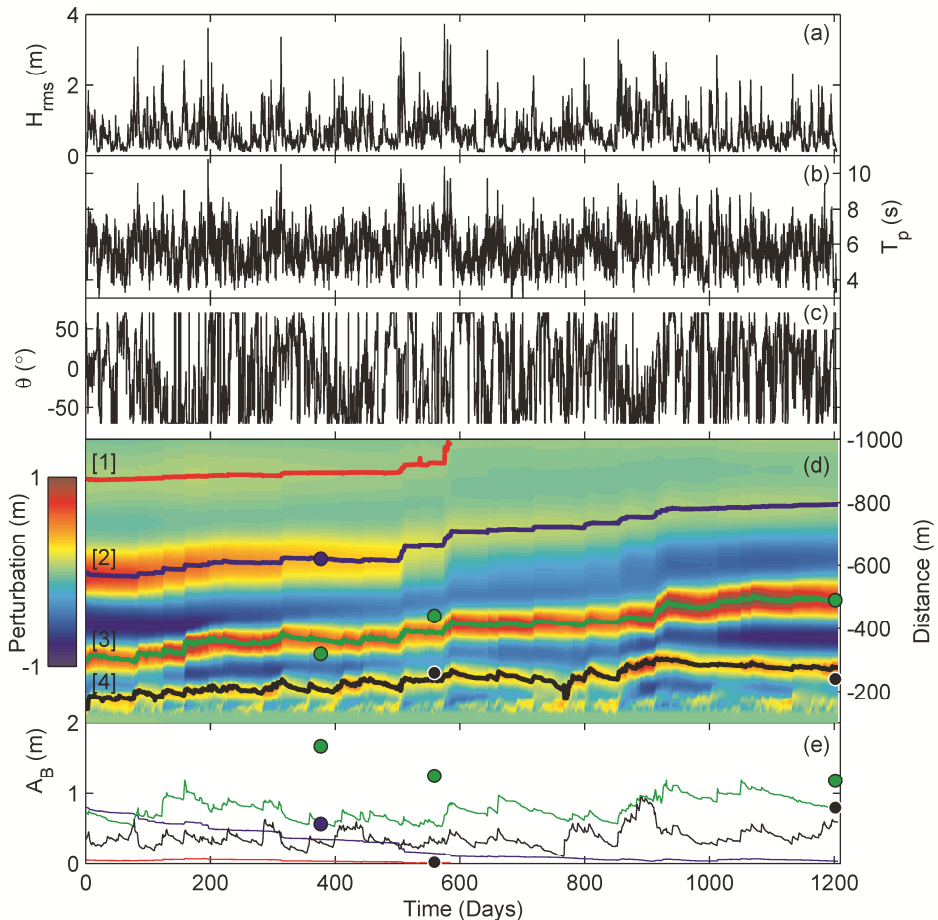 4
(a)
H_rms (m)
2
0
(b)
10
8
T_p (s)
6
4
50
(c)
θ (°)
0
-50
-1000
[1]
(d)
1
-800
Perturbation (m)
[2]
Distance (m)
-600
[3]
-400
-1
[4]
-200
2
(e)
A_B (m)
1
0
0 200 400 600 800 1000 1200
Time (Days)